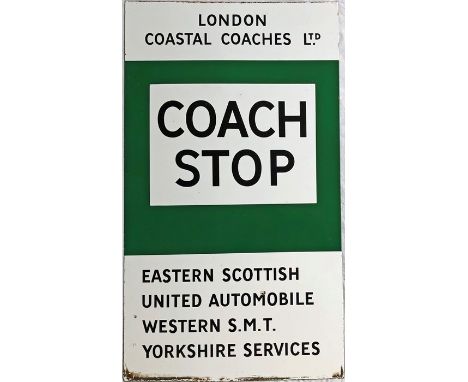 LONDON
COASTAL COACHES LTD
COACH
STOP
EASTERN SCOTTISH
UNITED AUTOMOBILE
WESTERN S.M.T.
YORKSHIRE SERVICES